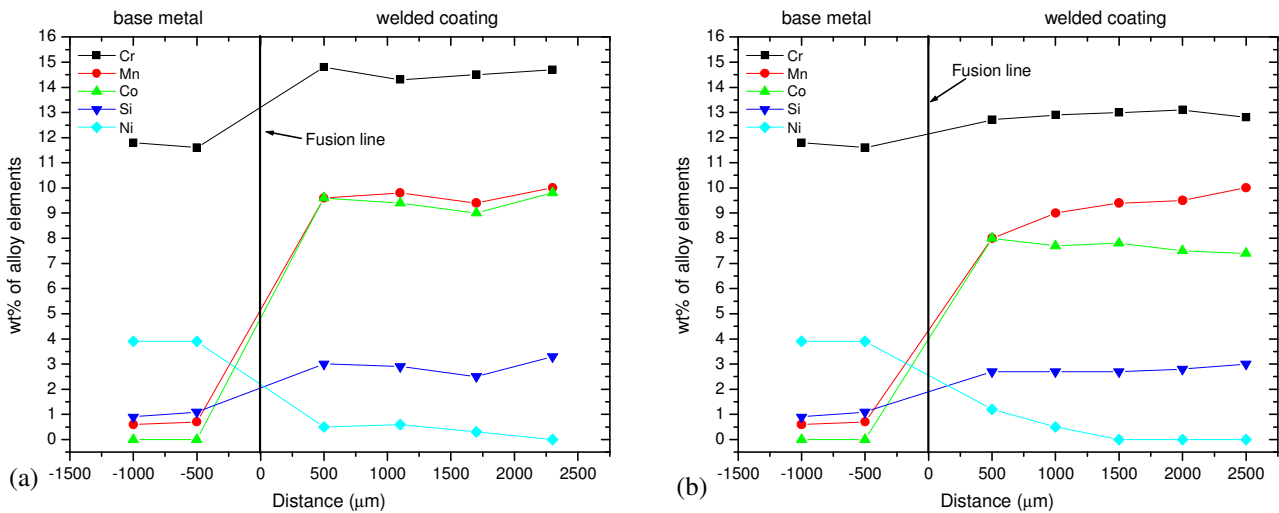 base metal welded coating
16
15
14
13
12
11
10
9
8
7
6
5
4
3
2
1
0
wt% of alloy elements
Cr
Mn
Co
Si
Ni
Fusion line
-1500 -1000 -500 0 500 1000 1500 2000 2500
Distance (μm)
(a)
base metal welded coating
16
15
14
13
12
11
10
9
8
7
6
5
4
3
2
1
0
wt% of alloy elements
Cr
Mn
Co
Si
Ni
Fusion line
-1500 -1000 -500 0 500 1000 1500 2000 2500
Distance (μm)
(b)